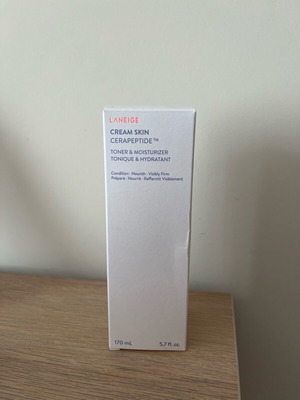 LANEIGE
CREAM SKIN
CERAPEPTIDE™
TONER & MOISTURIZER
TONIQUE & HYDRATANT
Condition · Nourish · Visibly Firm
Prépare · Nourrit · Raffermit Visiblement
170 mL 5.7 fl oz